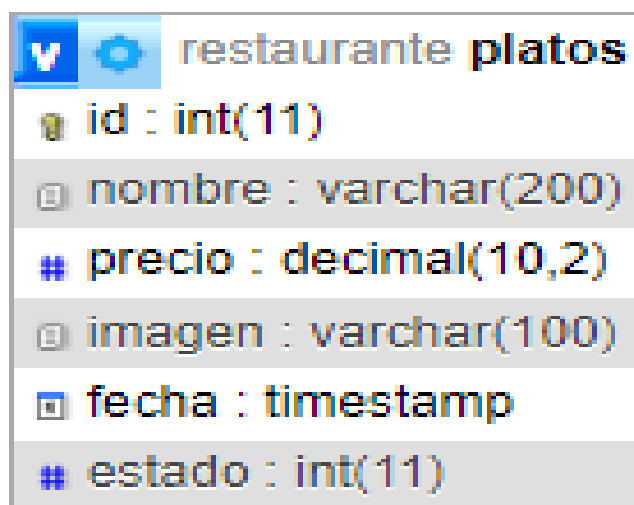 v restaurante platos
id : int(11)
nombre : varchar(200)
precio : decimal(10,2)
imagen : varchar(100)
fecha : timestamp
estado : int(11)